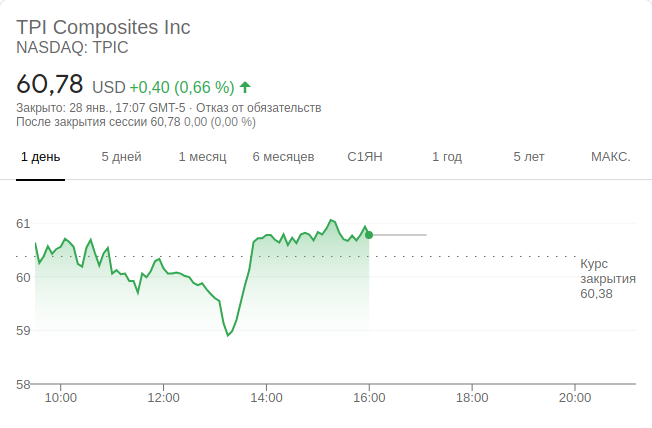 TPI Composites Inc
NASDAQ: TPIC
60,78 USD +0,40 (0,66 %)
Закрыто: 28 янв., 17:07 GMT-5 · Отказ от обязательств
После закрытия сессии 60,78 0,00 (0,00 %)
1 день 5 дней 1 месяц 6 месяцев С1ЯН 1 год 5 лет МАКС.
61
60
59
58
Курс
закрытия
60,38
10:00 12:00 14:00 16:00 18:00 20:00